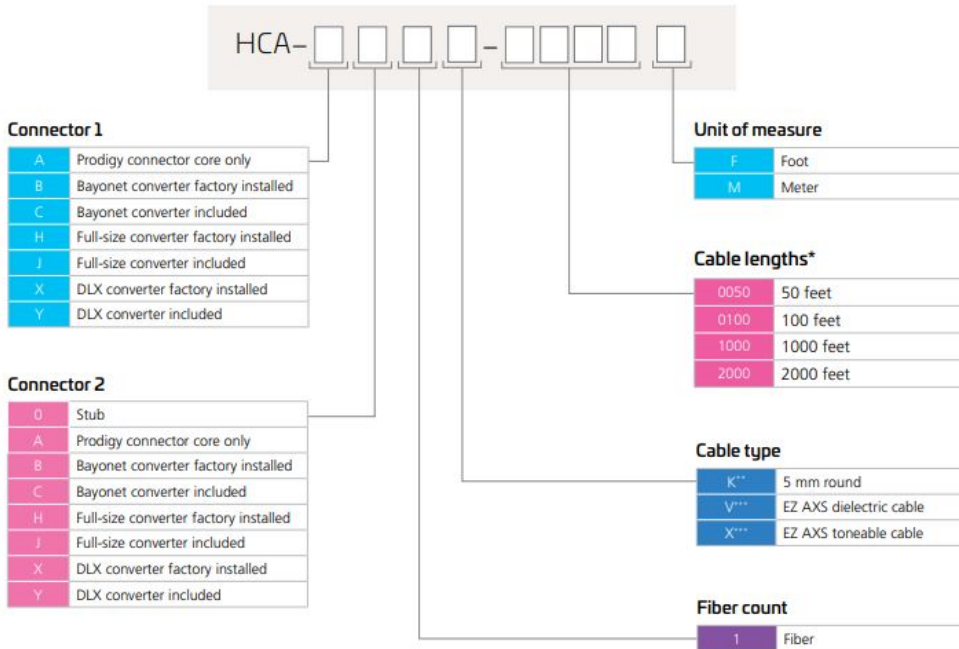 HCA-
–
Connector 1
A Prodigy connector core only
B Bayonet converter factory installed
C Bayonet converter included
H Full-size converter factory installed
J Full-size converter included
X DLX converter factory installed
Y DLX converter included
Connector 2
0 Stub
A Prodigy connector core only
B Bayonet converter factory installed
C Bayonet converter included
H Full-size converter factory installed
J Full-size converter included
X DLX converter factory installed
Y DLX converter included
Unit of measure
F Foot
M Meter
Cable lengths*
0050 50 feet
0100 100 feet
1000 1000 feet
2000 2000 feet
Cable type
K** 5 mm round
V*** EZ AXS dielectric cable
X*** EZ AXS toneable cable
Fiber count
1 Fiber